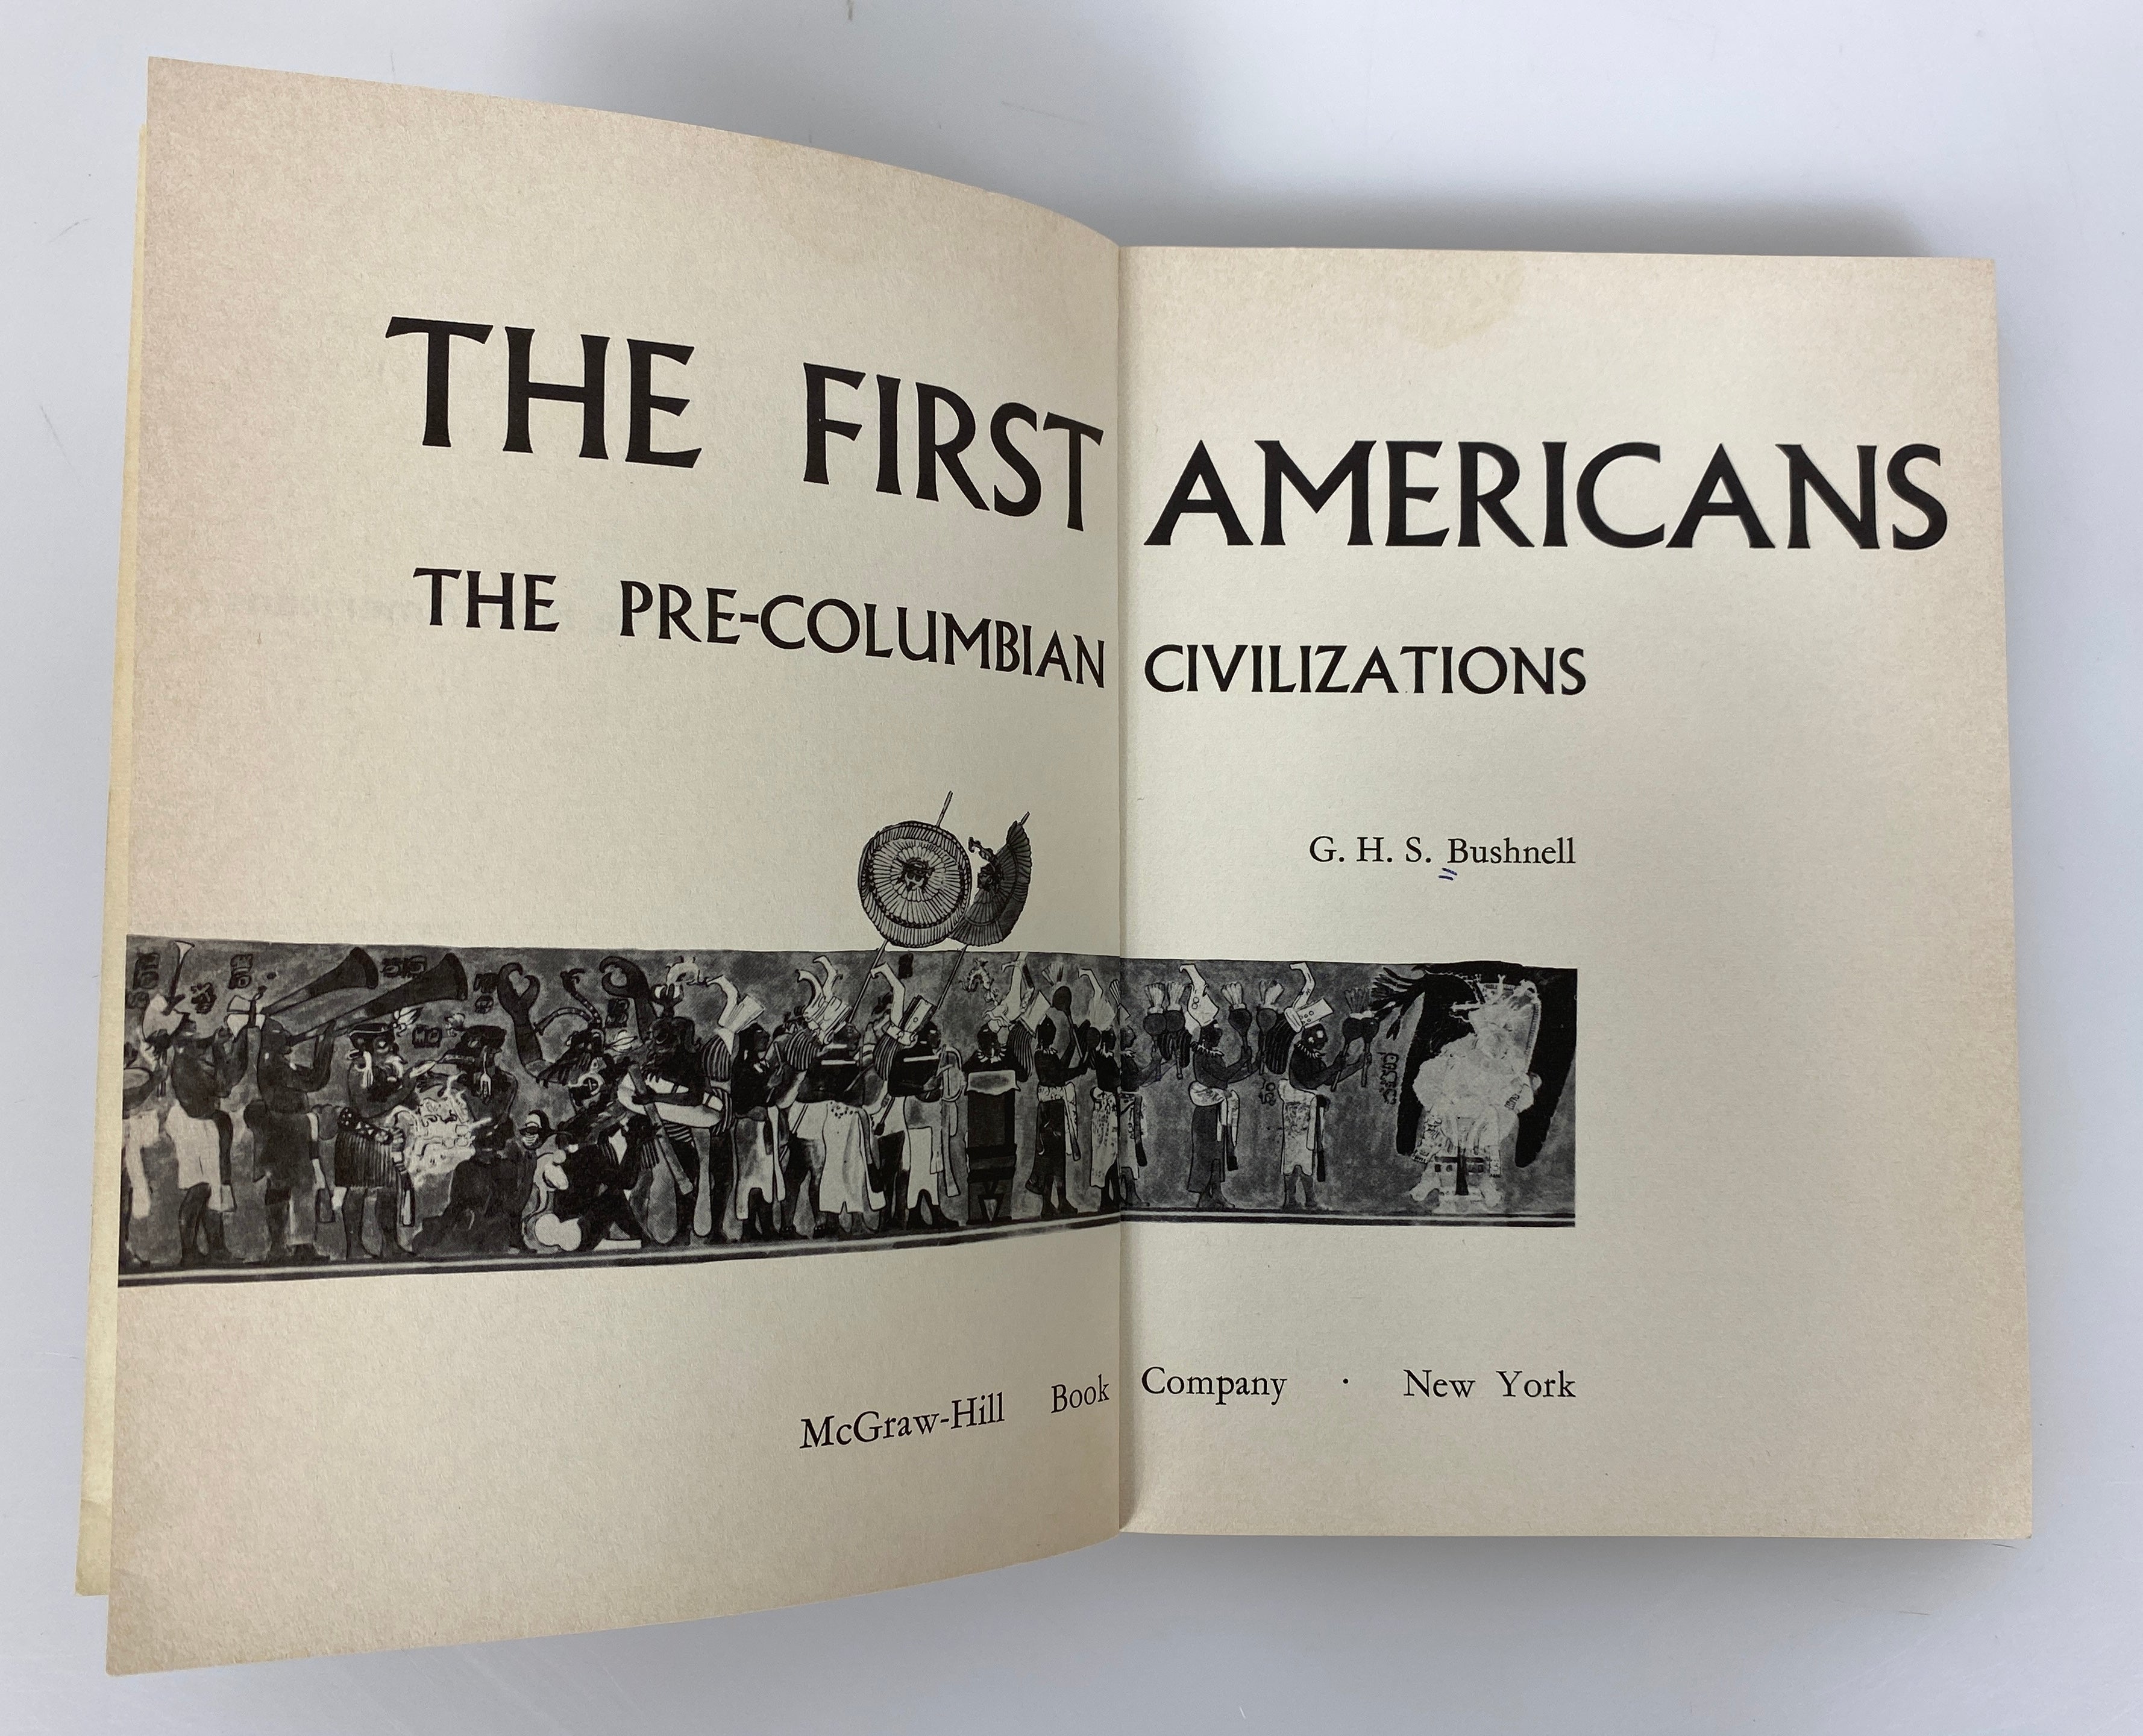 THE FIRST AMERICANS
THE PRE-COLUMBIAN CIVILIZATIONS
G. H. S. Bushnell
McGraw-Hill Book Company · New York